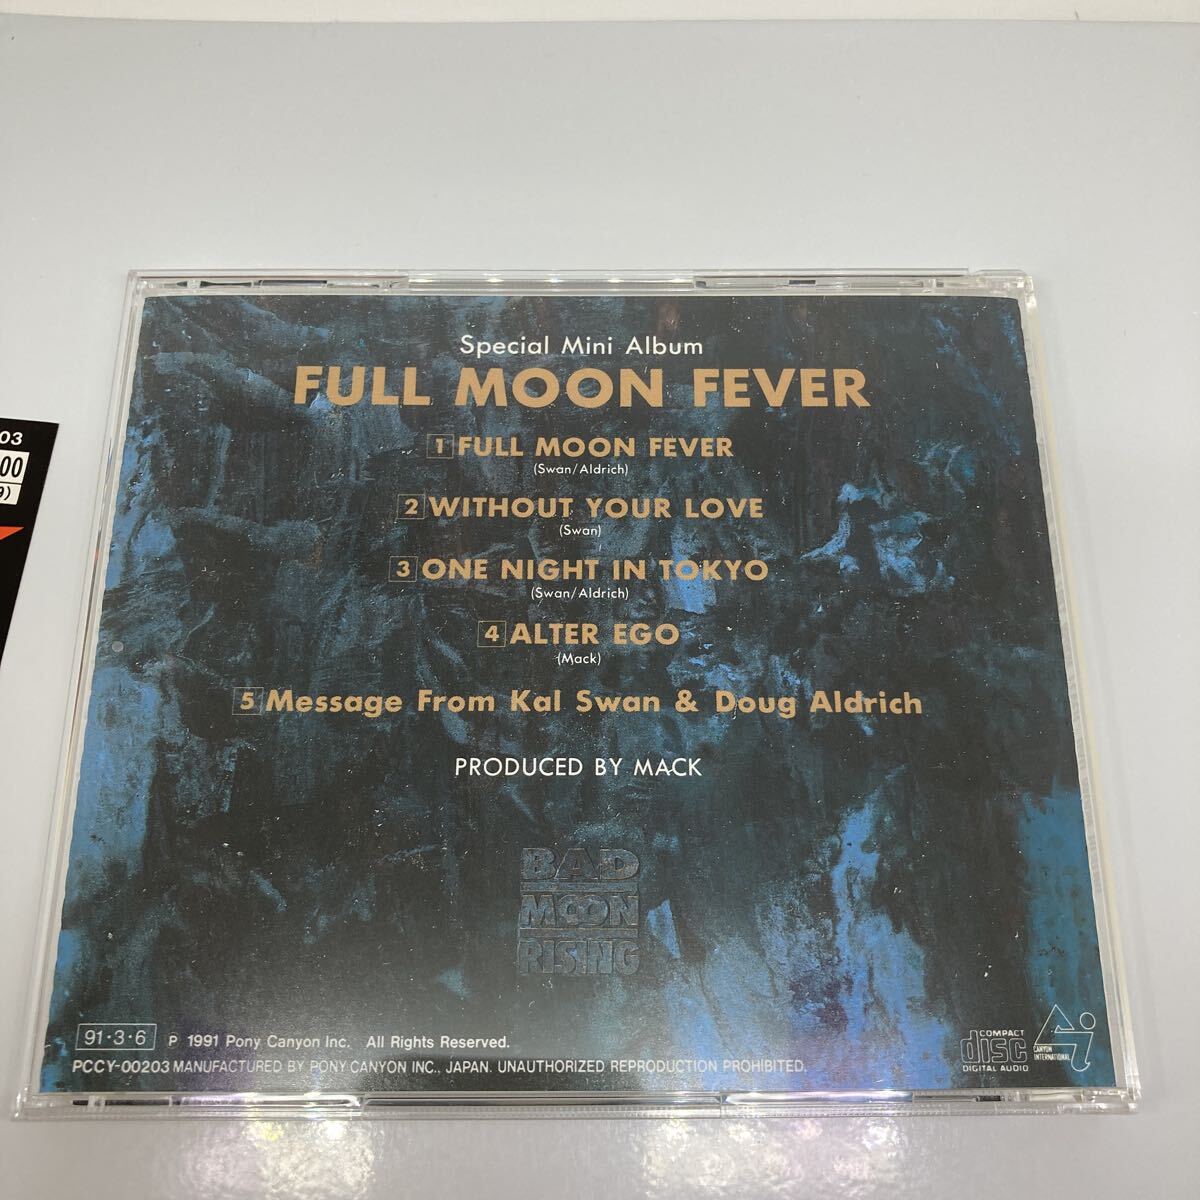 03
00
9)
Special Mini Album
FULL MOON FEVER
1 FULL MOON FEVER
(Swan/Aldrich)
2 WITHOUT YOUR LOVE
(Swan)
3 ONE NIGHT IN TOKYO
(Swan/Aldrich)
4 ALTER EGO
(Mack)
5 Message From Kal Swan & Doug Aldrich
PRODUCED BY MACK
BAD
MOON
RISING
91・3・6 ℗ 1991 Pony Canyon Inc. All Rights Reserved.
PCCY-00203 MANUFACTURED BY PONY CANYON INC., JAPAN. UNAUTHORIZED REPRODUCTION PROHIBITED.
COMPACT
disc
DIGITAL AUDIO
CANYON
INTERNATIONAL